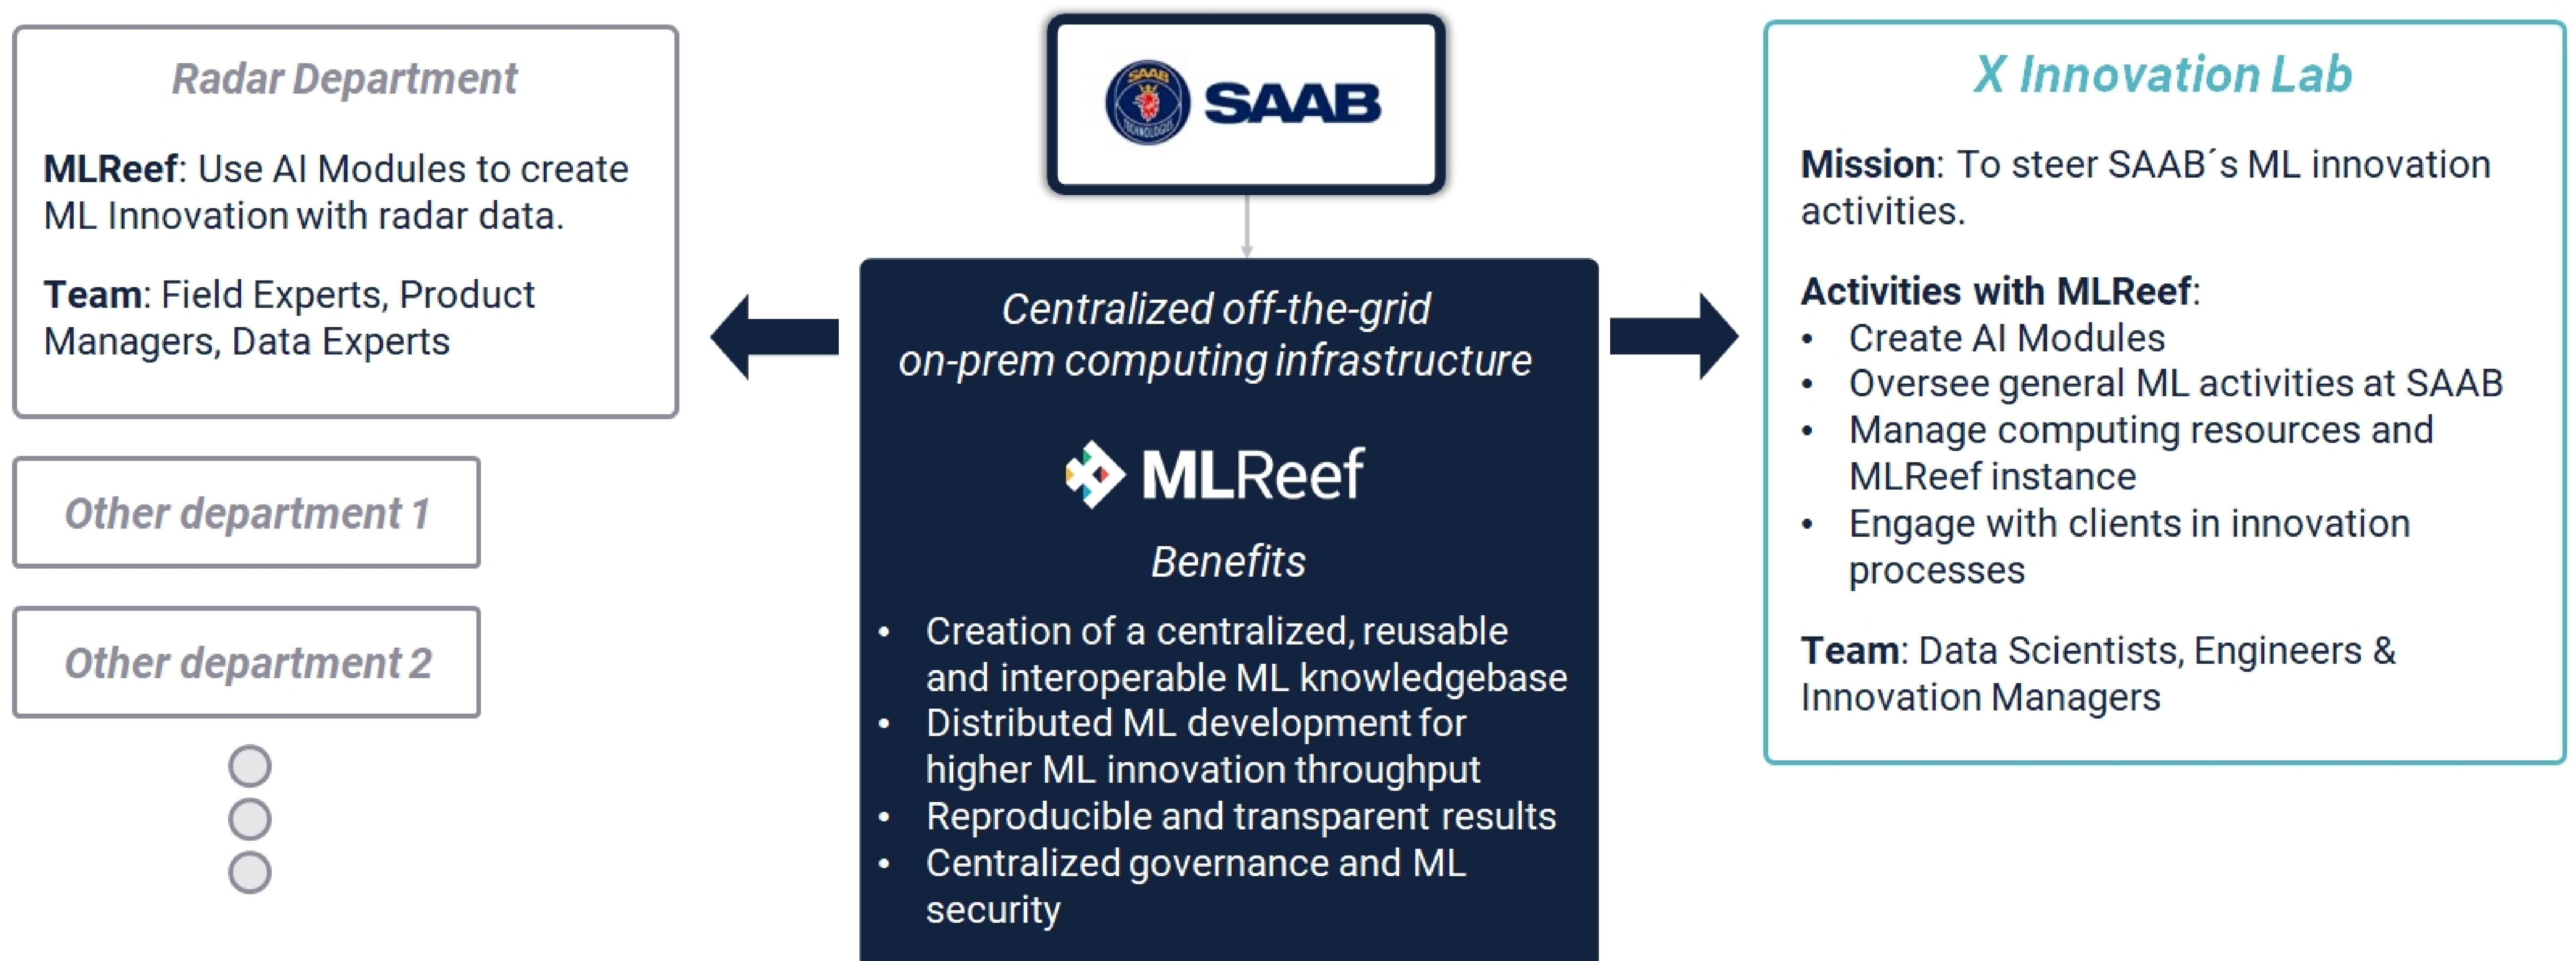 Radar Department
MLReef: Use AI Modules to create
ML Innovation with radar data.
Team: Field Experts, Product
Managers, Data Experts
Other department 1
Other department 2
SAAB
TECHNOLOGIES
SAAB
Centralized off-the-grid
on-prem computing infrastructure
MLReef
Benefits
• Creation of a centralized, reusable
and interoperable ML knowledgebase
• Distributed ML development for
higher ML innovation throughput
• Reproducible and transparent results
• Centralized governance and ML
security
X Innovation Lab
Mission: To steer SAAB´s ML innovation
activities.
Activities with MLReef:
• Create AI Modules
• Oversee general ML activities at SAAB
• Manage computing resources and
MLReef instance
• Engage with clients in innovation
processes
Team: Data Scientists, Engineers &
Innovation Managers